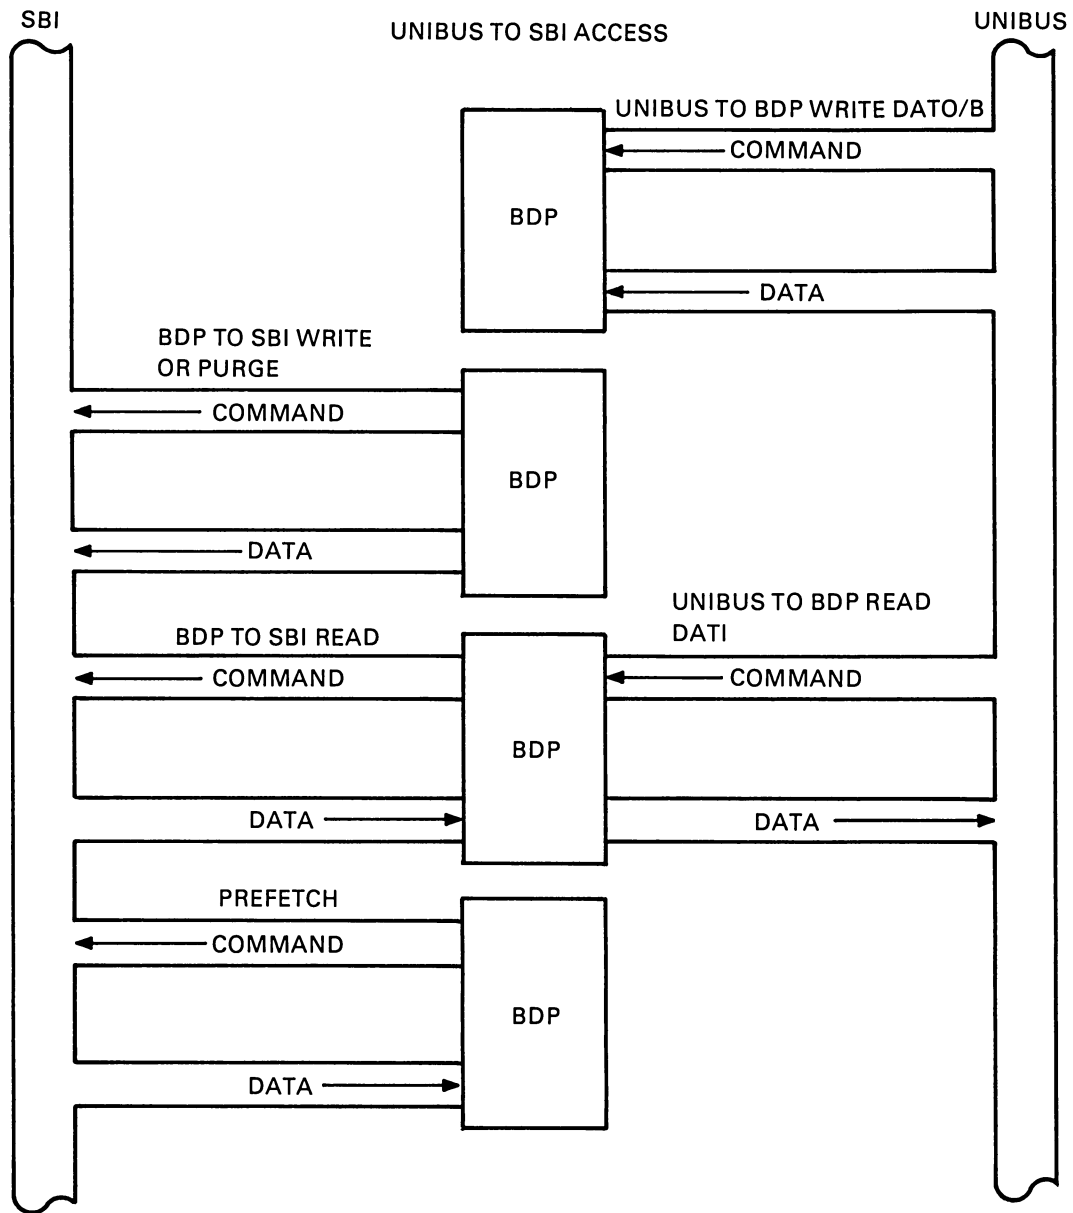 SBI
UNIBUS TO SBI ACCESS
UNIBUS
UNIBUS TO BDP WRITE DATO/B
COMMAND
BDP
DATA
BDP TO SBI WRITE
OR PURGE
COMMAND
BDP
DATA
UNIBUS TO BDP READ
DATI
BDP TO SBI READ
COMMAND
COMMAND
BDP
DATA
DATA
PREFETCH
COMMAND
BDP
DATA